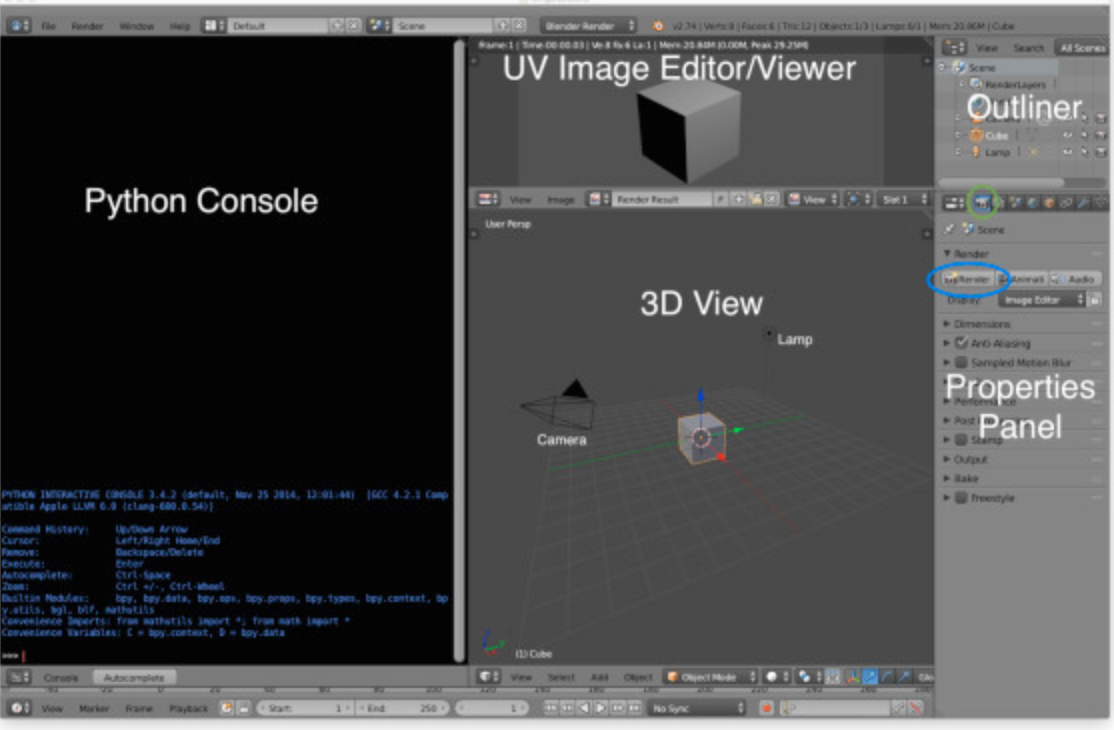 File Render Window Help Default Scene Blender Render v2.74 | Verts:8 | Faces:6 | Tris:12 | Objects:1/3 | Lamps:0/1 | Mem:20.86M | Cube
Frame:1 | Time:00:00.03 | Ve:8 Fa:6 La:1 | Mem:20.84M (0.00M, Peak 29.25M)
UV Image Editor/Viewer
View Search All Scenes
Scene
RenderLayers
Outliner
Cube
Lamp
View Image Render Result F View Slot 1
Python Console
User Persp
3D View
Lamp
Camera
(1) Cube
Scene
Render
Render Animati Audio
Display: Image Editor
Dimensions
Anti-Aliasing
Sampled Motion Blur
Properties
Performance
Panel
Post
Stamp
Output
Bake
Freestyle
PYTHON INTERACTIVE CONSOLE 3.4.2 (default, Nov 25 2014, 12:01:44) [GCC 4.2.1 Comp
atible Apple LLVM 6.0 (clang-600.0.54)]
Command History: Up/Down Arrow
Cursor: Left/Right Home/End
Remove: Backspace/Delete
Execute: Enter
Autocomplete: Ctrl-Space
Zoom: Ctrl +/-, Ctrl-Wheel
Builtin Modules: bpy, bpy.data, bpy.ops, bpy.props, bpy.types, bpy.context, bp
y.utils, bgl, blf, mathutils
Convenience Imports: from mathutils import *; from math import *
Convenience Variables: C = bpy.context, D = bpy.data
>>>
Console Autocomplete
View Select Add Object Object Mode Glo
View Marker Frame Playback Start: 1 End: 250 1 No Sync